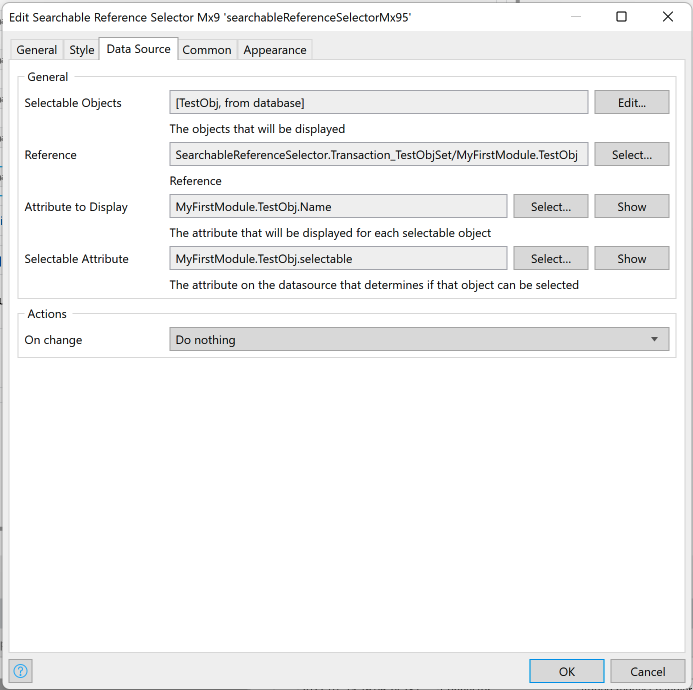 Edit Searchable Reference Selector Mx9 'searchableReferenceSelectorMx95'
General Style Data Source Common Appearance
General
Selectable Objects [TestObj, from database] Edit...
The objects that will be displayed
Reference SearchableReferenceSelector.Transaction_TestObjSet/MyFirstModule.TestObj Select...
Reference
Attribute to Display MyFirstModule.TestObj.Name Select... Show
The attribute that will be displayed for each selectable object
Selectable Attribute MyFirstModule.TestObj.selectable Select... Show
The attribute on the datasource that determines if that object can be selected
Actions
On change Do nothing
? OK Cancel